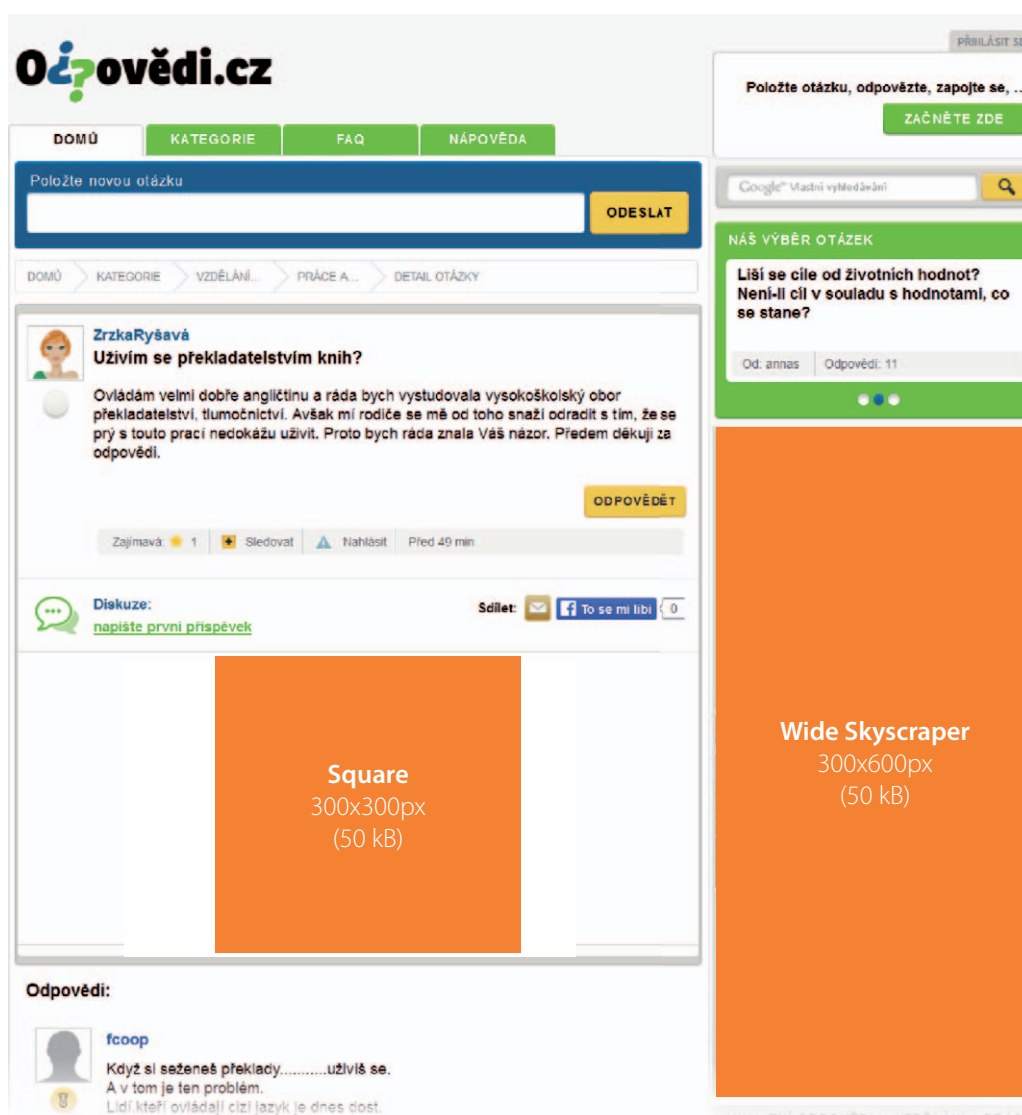 Odpovědi.cz
PŘIHLÁSIT SE
Položte otázku, odpovězte, zapojte se, ...
ZAČNĚTE ZDE
DOMŮ
KATEGORIE
FAQ
NÁPOVĚDA
Položte novou otázku
ODESLAT
Google™ Vlastní vyhledávání
DOMŮ
KATEGORIE
VZDĚLÁNÍ...
PRÁCE A...
DETAIL OTÁZKY
NÁŠ VÝBĚR OTÁZEK
Liší se cíle od životních hodnot?
Není-li cíl v souladu s hodnotami, co
se stane?
Od: annas
Odpovědí: 11
ZrzkaRyšavá
Uživím se překladatelstvím knih?
Ovládám velmi dobře angličtinu a ráda bych vystudovala vysokoškolský obor
překladatelství, tlumočnictví. Avšak mí rodiče se mě od toho snaží odradit s tím, že se
prý s touto prací nedokážu uživit. Proto bych ráda znala Váš názor. Předem děkuji za
odpovědi.
ODPOVĚDĚT
Zajímavá: 1
Sledovat
Nahlásit
Před 49 min
Diskuze:
napište první příspěvek
Sdílet:
To se mi líbí
0
Square
300x300px
(50 kB)
Wide Skyscraper
300x600px
(50 kB)
Odpovědi:
fcoop
Když si seženeš překlady...........uživíš se.
A v tom je ten problém.
Lidí kteří ovládají cizí jazyk je dnes dost.